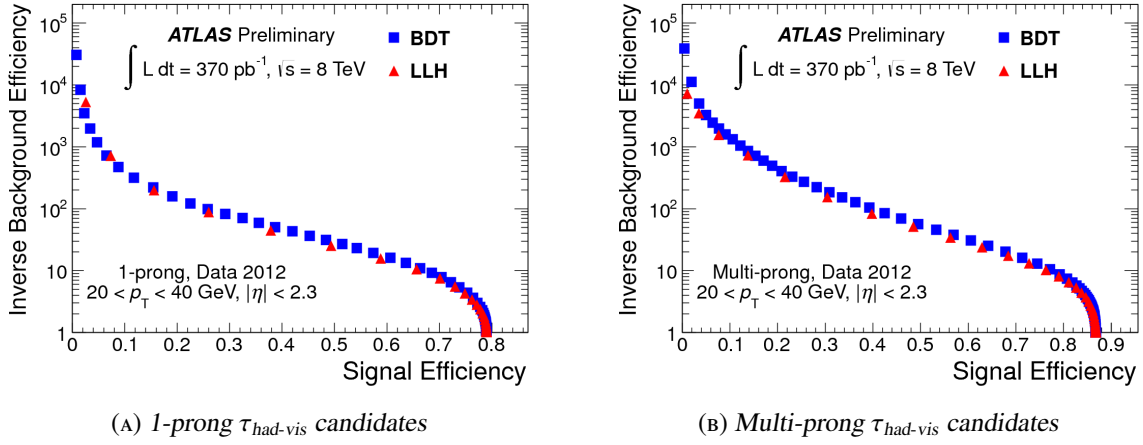 Inverse Background Efficiency
10⁵
10⁴
10³
10²
10
1
ATLAS Preliminary
∫ L dt = 370 pb⁻¹, √s = 8 TeV
BDT
LLH
1-prong, Data 2012
20 < p_T < 40 GeV, |η| < 2.3
0 0.1 0.2 0.3 0.4 0.5 0.6 0.7 0.8
Signal Efficiency
(A) 1-prong τ_had-vis candidates
Inverse Background Efficiency
10⁵
10⁴
10³
10²
10
1
ATLAS Preliminary
∫ L dt = 370 pb⁻¹, √s = 8 TeV
BDT
LLH
Multi-prong, Data 2012
20 < p_T < 40 GeV, |η| < 2.3
0 0.1 0.2 0.3 0.4 0.5 0.6 0.7 0.8 0.9
Signal Efficiency
(B) Multi-prong τ_had-vis candidates